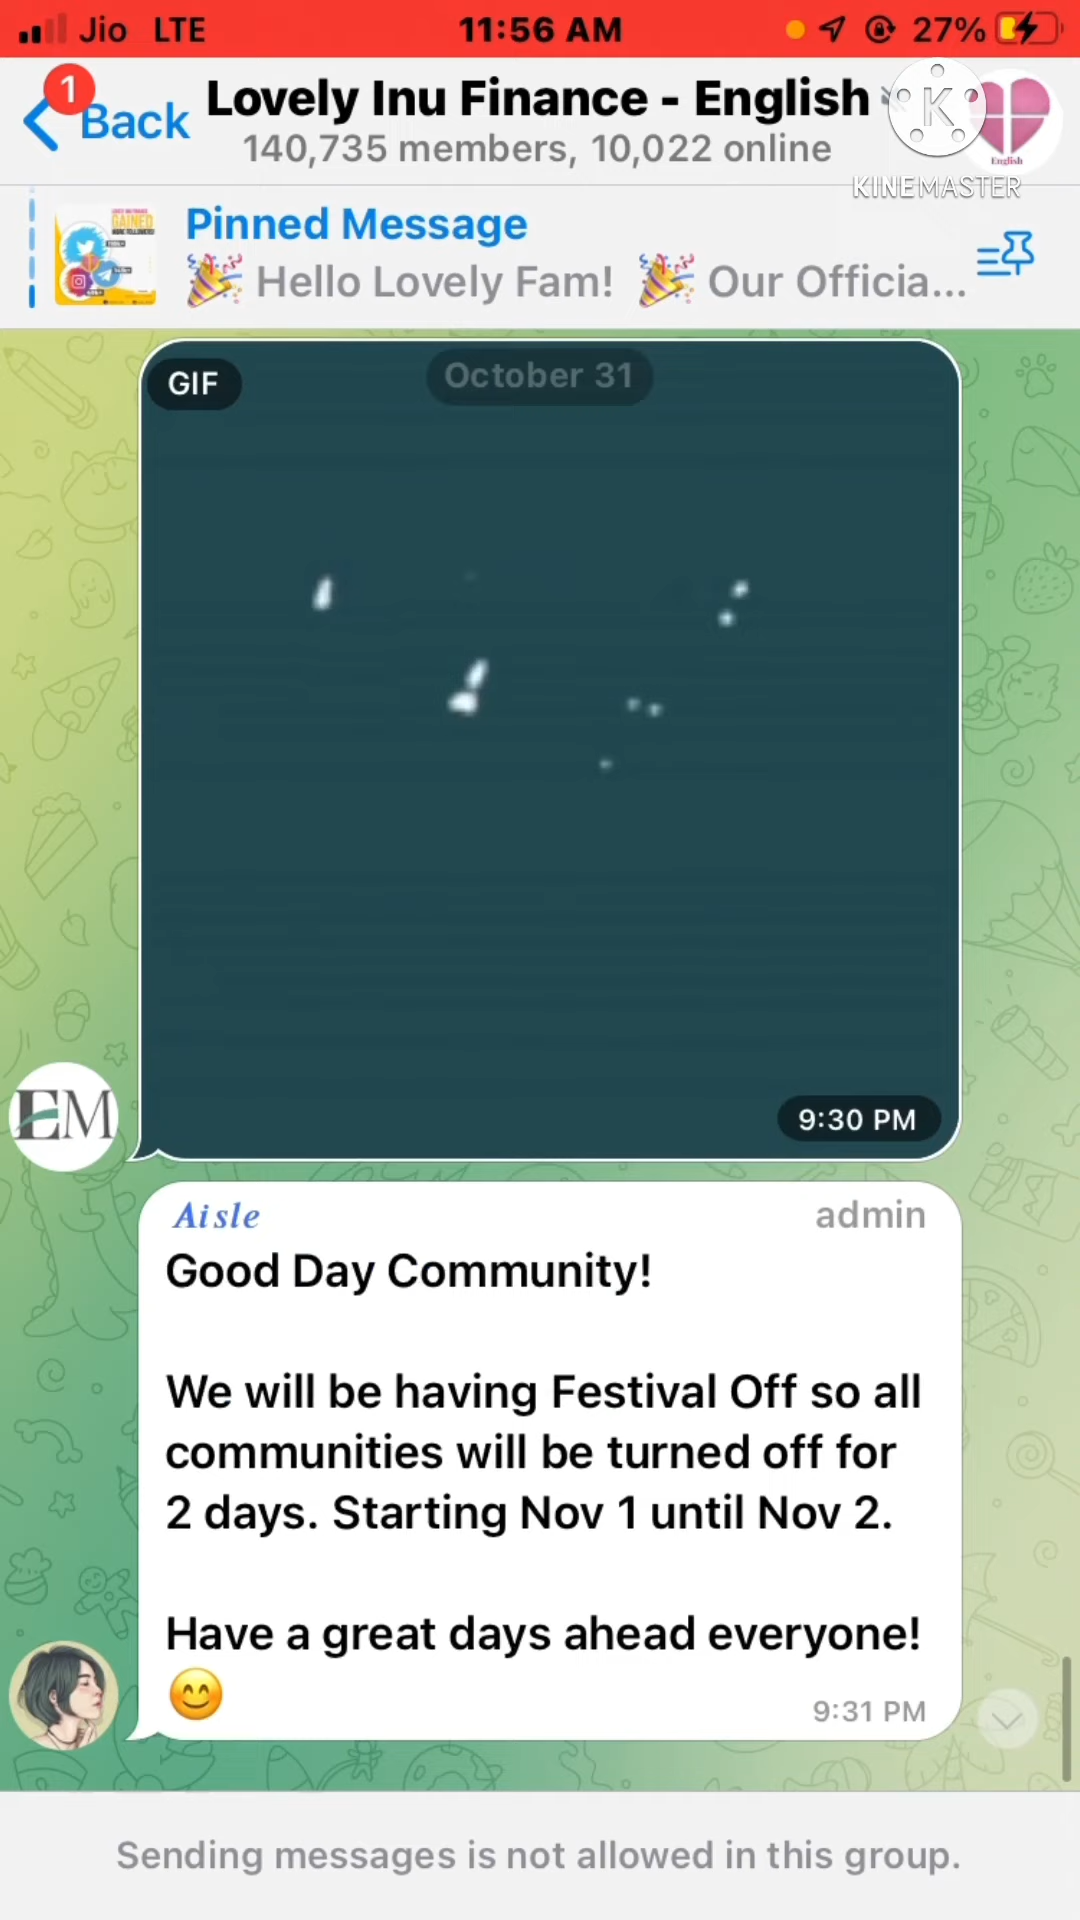 Jio LTE 11:56 AM 27%
1
Back
Lovely Inu Finance - English
140,735 members, 10,022 online
K
English
KINEMASTER
GAINED
Pinned Message
🎉 Hello Lovely Fam! 🎉 Our Officia...
GIF
October 31
9:30 PM
EM
Aisle
admin
Good Day Community!
We will be having Festival Off so all
communities will be turned off for
2 days. Starting Nov 1 until Nov 2.
Have a great days ahead everyone!
😊
9:31 PM
Sending messages is not allowed in this group.